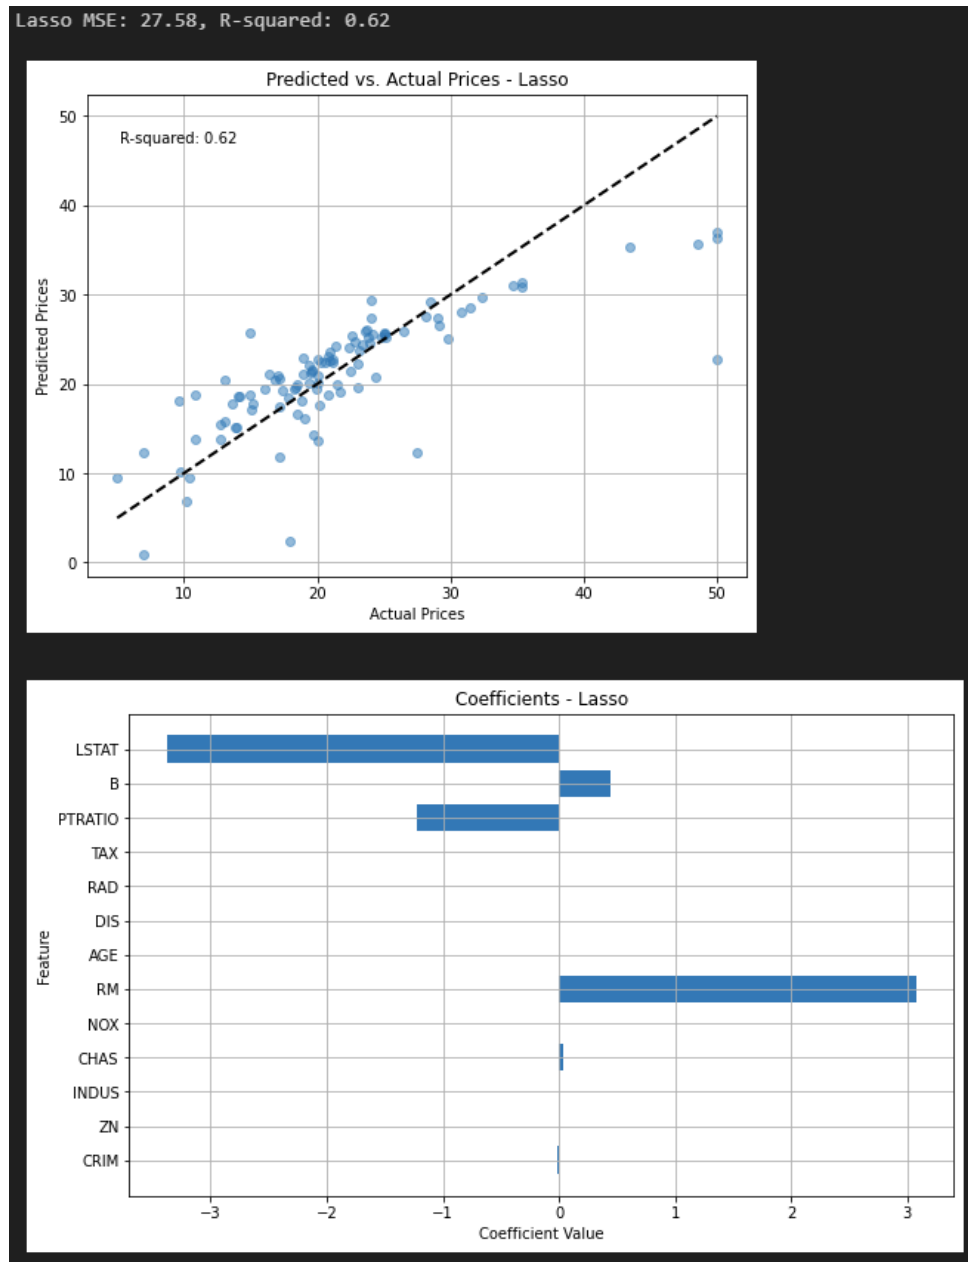 Lasso MSE: 27.58, R-squared: 0.62
Predicted vs. Actual Prices - Lasso
R-squared: 0.62
50
40
30
20
10
0
Predicted Prices
10 20 30 40 50
Actual Prices
Coefficients - Lasso
LSTAT
B
PTRATIO
TAX
RAD
DIS
AGE
RM
NOX
CHAS
INDUS
ZN
CRIM
Feature
−3 −2 −1 0 1 2 3
Coefficient Value